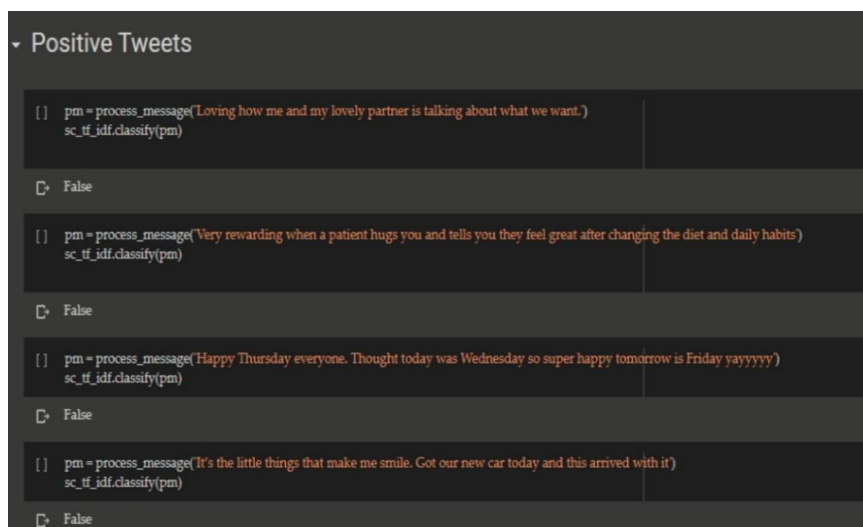 Positive Tweets
[ ] pm = process_message('Loving how me and my lovely partner is talking about what we want.')
sc_tf_idf.classify(pm)
False
[ ] pm = process_message('Very rewarding when a patient hugs you and tells you they feel great after changing the diet and daily habits')
sc_tf_idf.classify(pm)
False
[ ] pm = process_message('Happy Thursday everyone. Thought today was Wednesday so super happy tomorrow is Friday yayyyyy')
sc_tf_idf.classify(pm)
False
[ ] pm = process_message('It's the little things that make me smile. Got our new car today and this arrived with it')
sc_tf_idf.classify(pm)
False